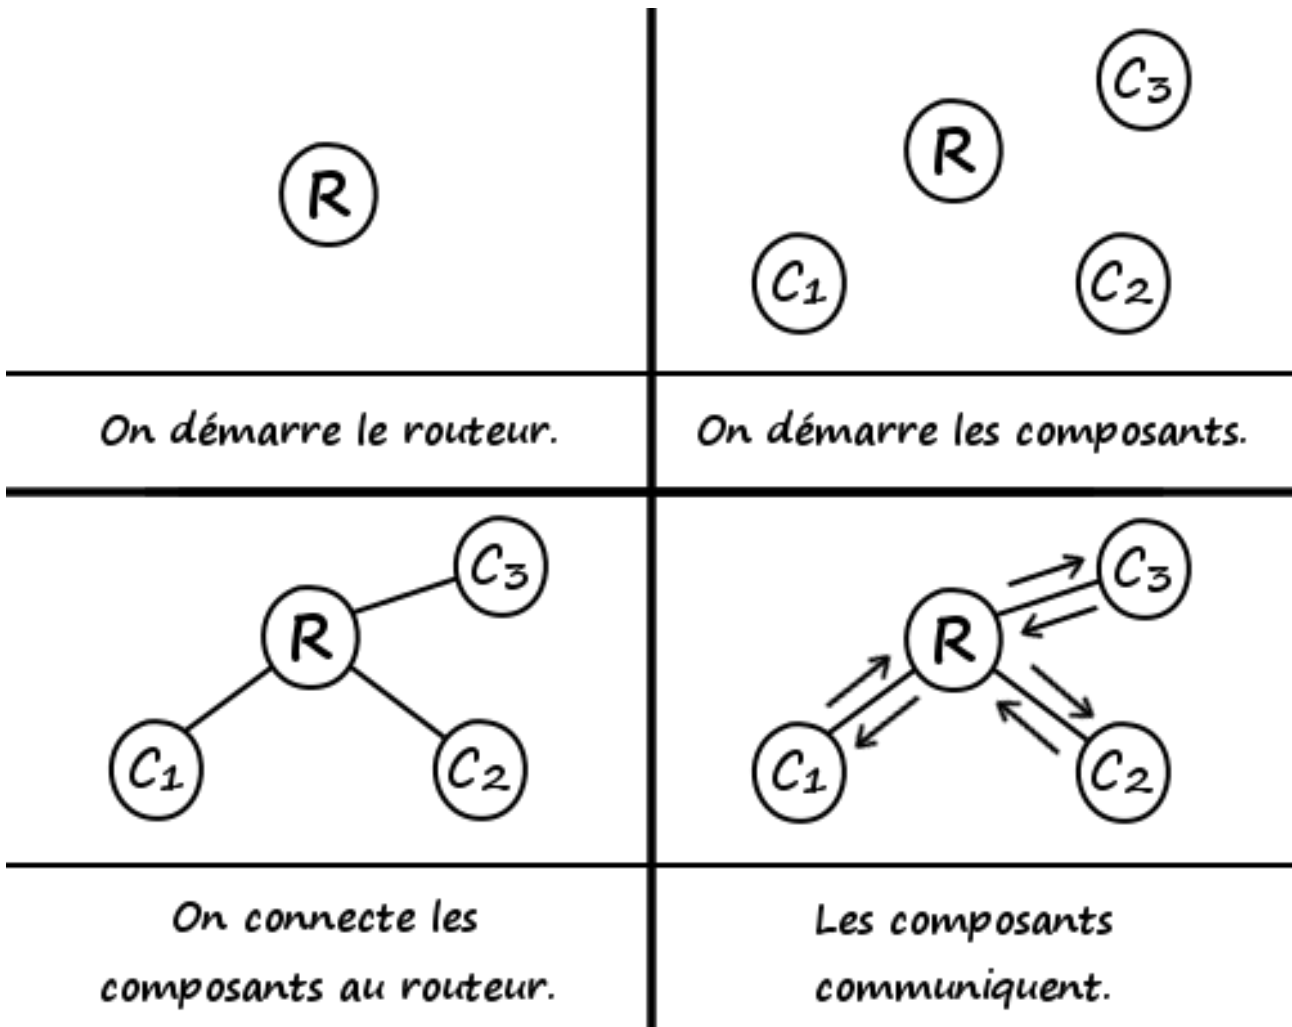 R
On démarre le routeur.
C3
R
C1
C2
On démarre les composants.
C3
R
C1
C2
On connecte les
composants au routeur.
C3
R
C1
C2
Les composants
communiquent.